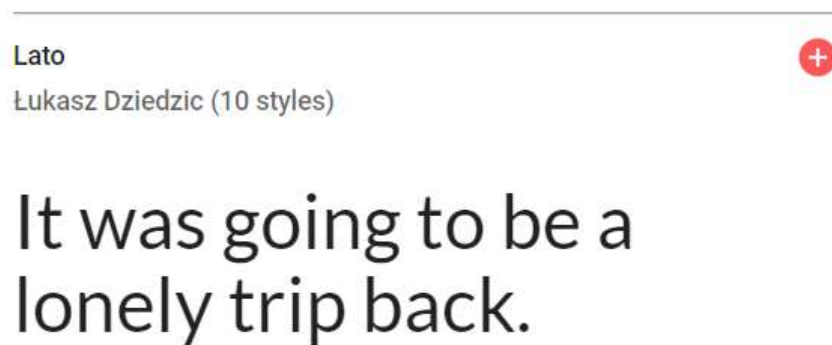 Lato
Łukasz Dziedzic (10 styles)
It was going to be a
lonely trip back.